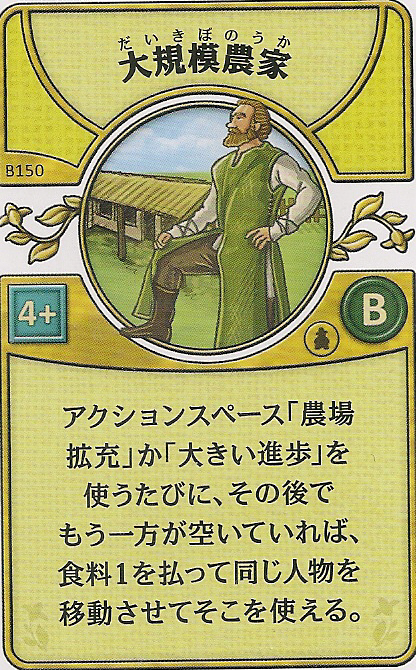 だいきぼのうか
大規模農家
B150
4+
B
アクションスペース「農場
拡充」か「大きい進歩」を
使うたびに、その後で
もう一方が空いていれば、
食料1を払って同じ人物を
移動させてそこを使える。